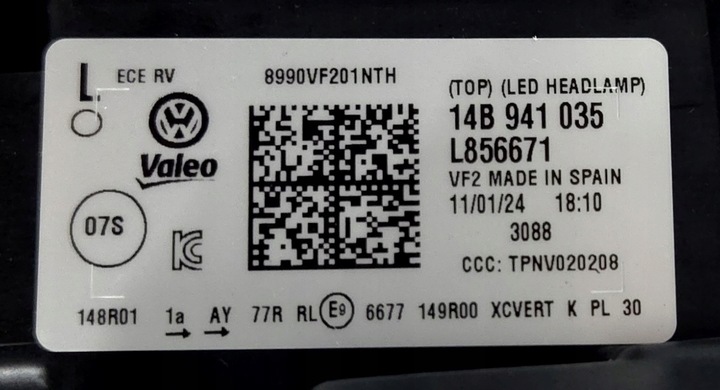 L
ECE RV
8990VF201NTH
(TOP) (LED HEADLAMP)
14B 941 035
Valeo
L856671
VF2 MADE IN SPAIN
07S
11/01/24 18:10
3088
CCC: TPNV020208
148R01 1a AY 77R RL E9 6677 149R00 XCVERT K PL 30